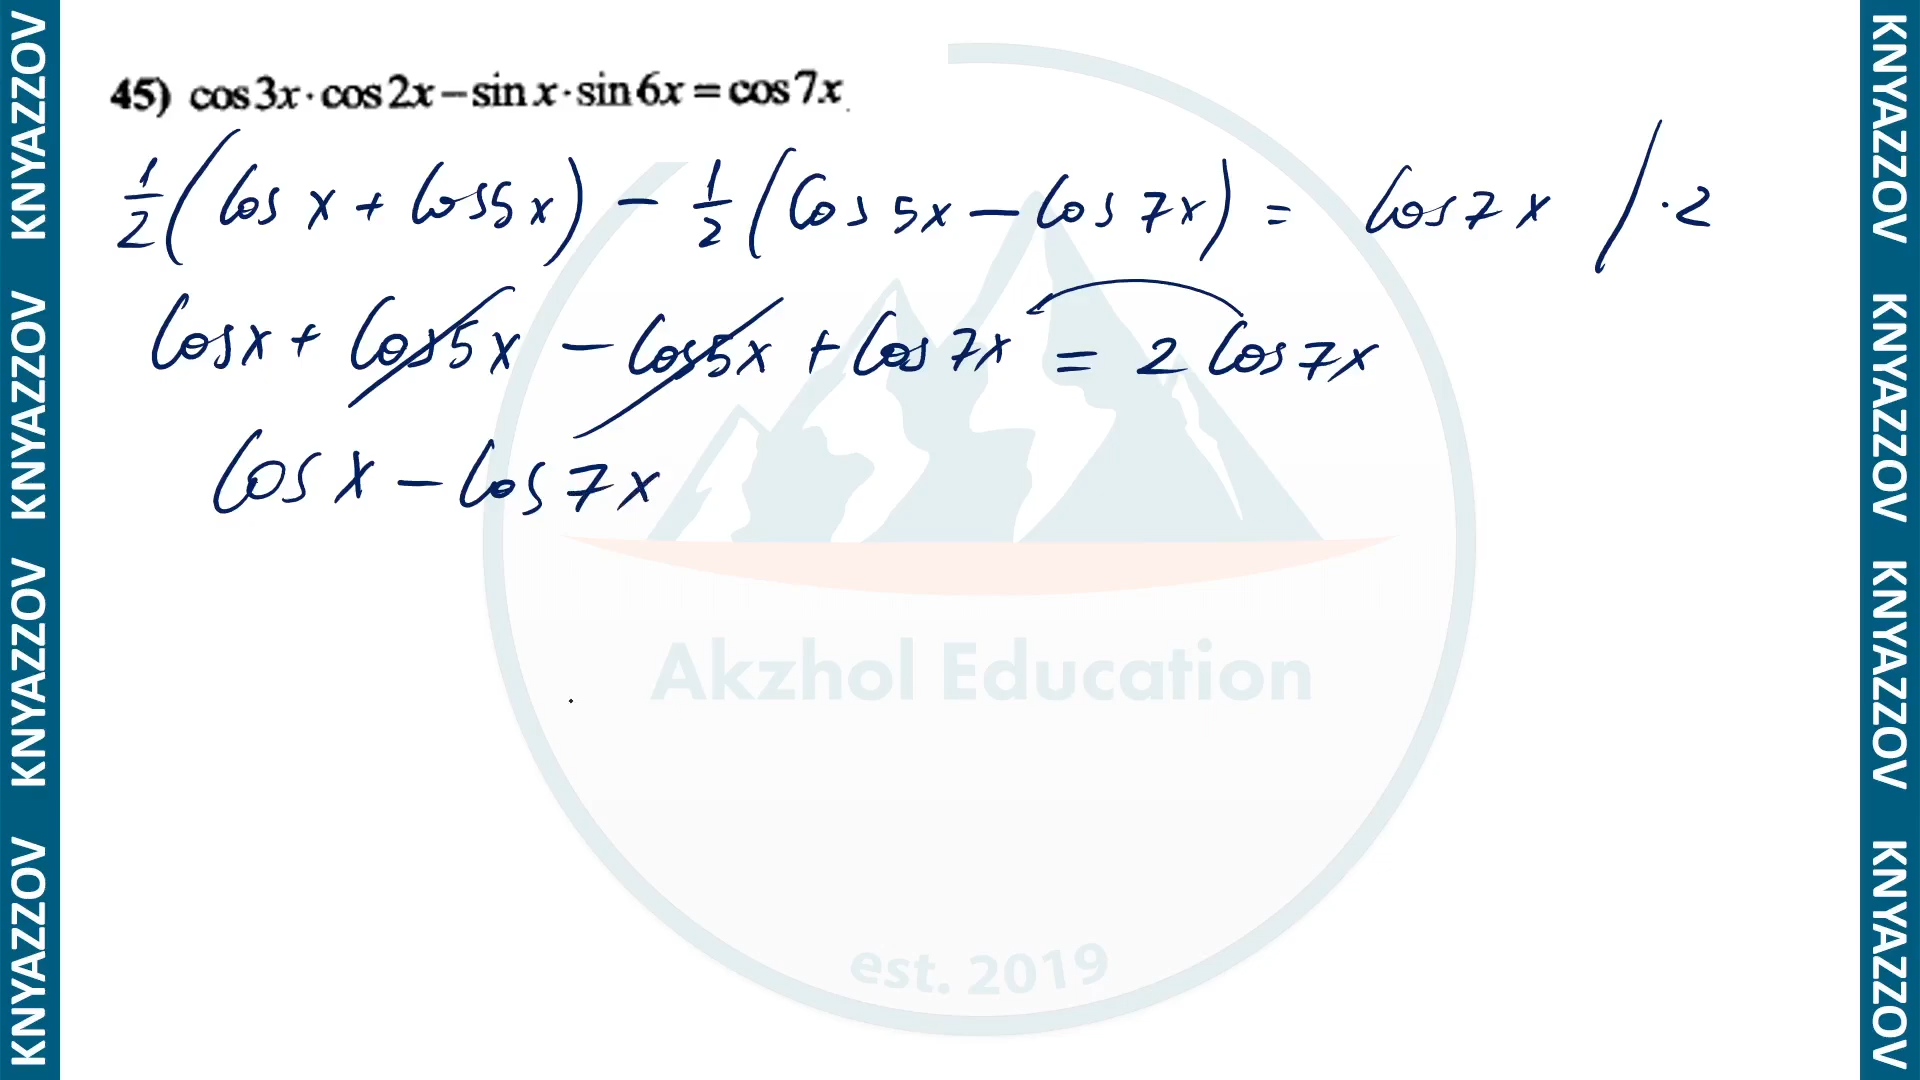 45) cos 3x · cos 2x − sin x · sin 6x = cos 7x
1/2 (cos x + cos 5x) − 1/2 (cos 5x − cos 7x) = cos 7x / · 2
cos x + cos 5x − cos 5x + cos 7x = 2 cos 7x
cos x − cos 7x
Akzhol Education
est. 2019
KNYAZZOV KNYAZZOV KNYAZZOV KNYAZZOV
KNYAZZOV KNYAZZOV KNYAZZOV KNYAZZOV